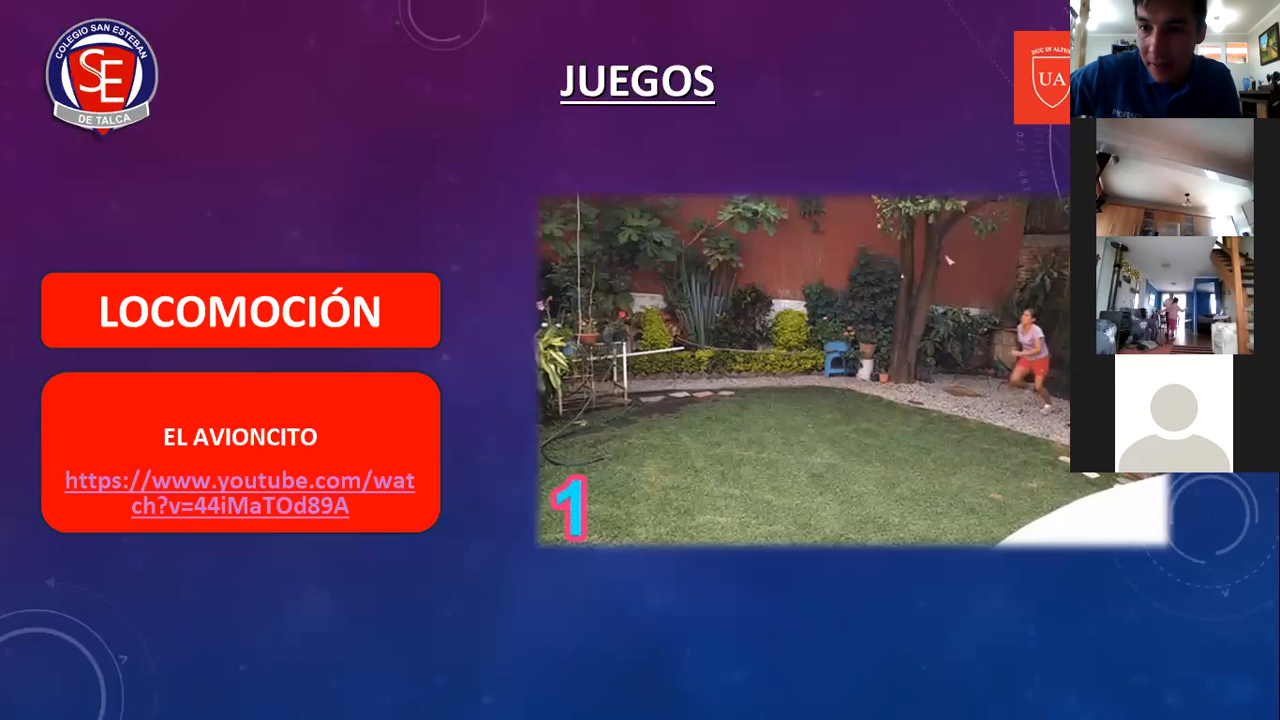 COLEGIO SAN ESTEBAN
SE
DE TALCA
JUEGOS
UA
LOCOMOCIÓN
EL AVIONCITO
https://www.youtube.com/wat
ch?v=44iMaTOd89A
1